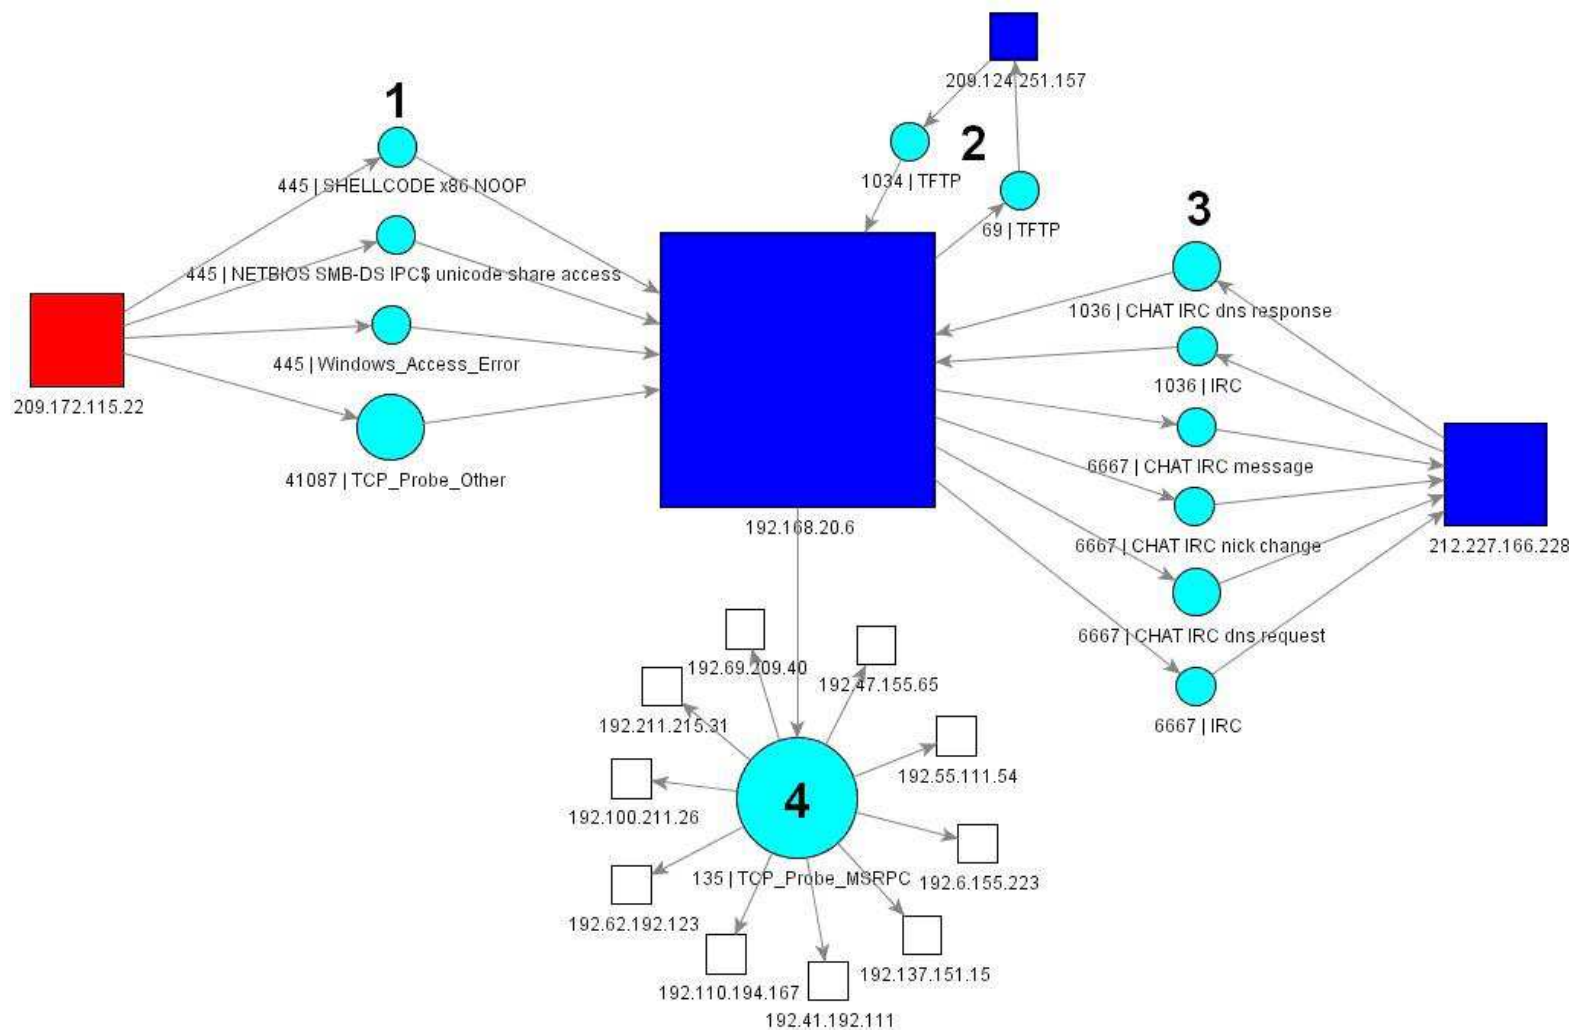 1
445 | SHELLCODE x86 NOOP
445 | NETBIOS SMB-DS IPC$ unicode share access
445 | Windows_Access_Error
41087 | TCP_Probe_Other
209.172.115.22
209.124.251.157
2
1034 | TFTP
69 | TFTP
192.168.20.6
3
1036 | CHAT IRC dns response
1036 | IRC
6667 | CHAT IRC message
6667 | CHAT IRC nick change
6667 | CHAT IRC dns request
6667 | IRC
212.227.166.228
4
135 | TCP_Probe_MSRPC
192.69.209.40
192.47.155.65
192.211.215.31
192.55.111.54
192.100.211.26
192.6.155.223
192.62.192.123
192.137.151.15
192.110.194.167
192.41.192.111